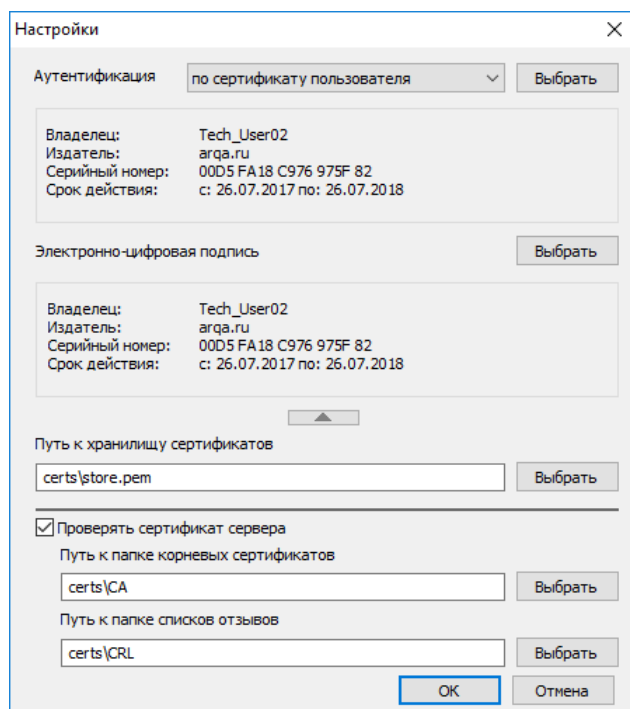 Настройки
Аутентификация по сертификату пользователя Выбрать
Владелец: Tech_User02
Издатель: arqa.ru
Серийный номер: 00D5 FA18 C976 975F 82
Срок действия: с: 26.07.2017 по: 26.07.2018
Электронно-цифровая подпись Выбрать
Владелец: Tech_User02
Издатель: arqa.ru
Серийный номер: 00D5 FA18 C976 975F 82
Срок действия: с: 26.07.2017 по: 26.07.2018
Путь к хранилищу сертификатов
certs\store.pem Выбрать
Проверять сертификат сервера
Путь к папке корневых сертификатов
certs\CA Выбрать
Путь к папке списков отзывов
certs\CRL Выбрать
OK Отмена